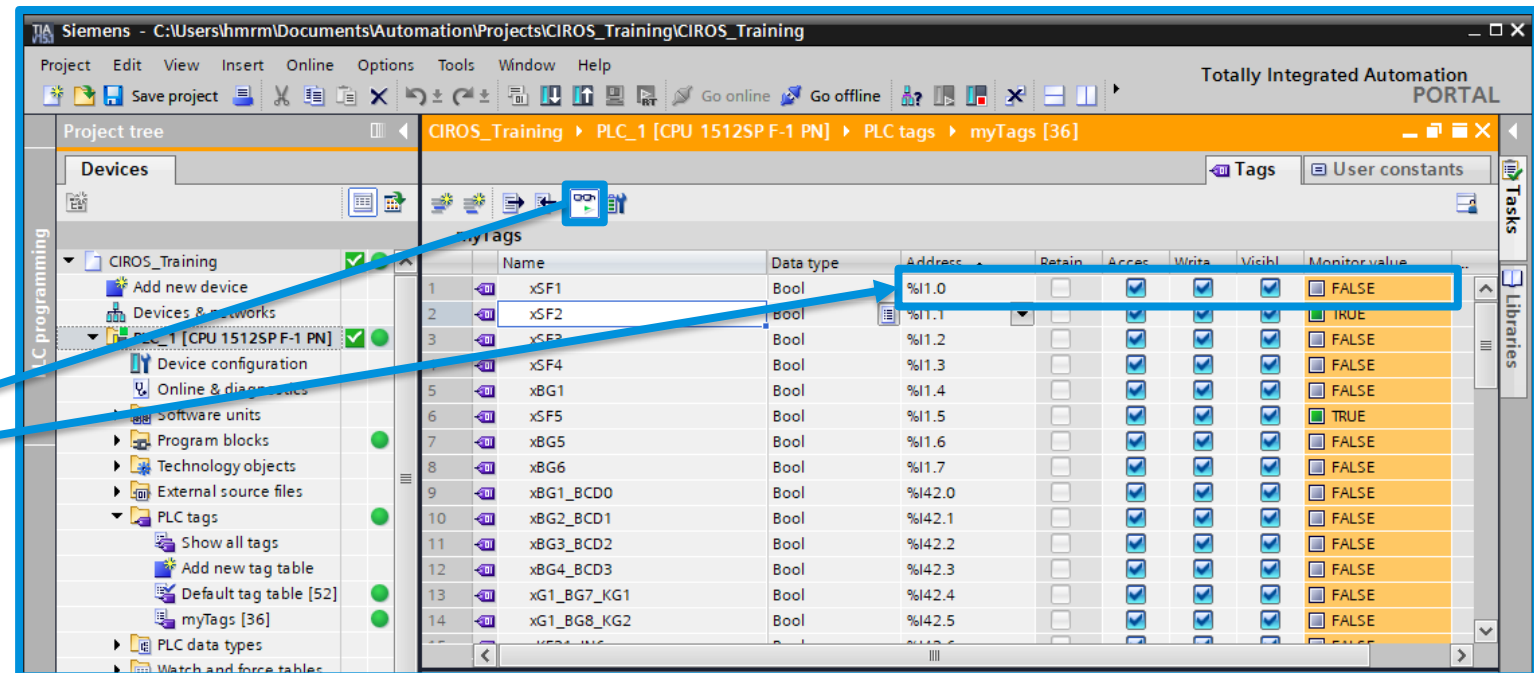 Siemens - C:\Users\hmrm\Documents\Automation\Projects\CIROS_Training\CIROS_Training
Project Edit View Insert Online Options Tools Window Help
Totally Integrated Automation
PORTAL
Save project Go online Go offline
Project tree
CIROS_Training PLC_1 [CPU 1512SP F-1 PN] PLC tags myTags [36]
Devices
Tags User constants
Tasks
Libraries
PLC programming
myTags
Name Data type Address Retain Acces... Writa... Visibl... Monitor value ...
1 xSF1 Bool %I1.0 FALSE
2 xSF2 Bool %I1.1 TRUE
3 xSF3 Bool %I1.2 FALSE
4 xSF4 Bool %I1.3 FALSE
5 xBG1 Bool %I1.4 FALSE
6 xSF5 Bool %I1.5 TRUE
7 xBG5 Bool %I1.6 FALSE
8 xBG6 Bool %I1.7 FALSE
9 xBG1_BCD0 Bool %I42.0 FALSE
10 xBG2_BCD1 Bool %I42.1 FALSE
11 xBG3_BCD2 Bool %I42.2 FALSE
12 xBG4_BCD3 Bool %I42.3 FALSE
13 xG1_BG7_KG1 Bool %I42.4 FALSE
14 xG1_BG8_KG2 Bool %I42.5 FALSE
CIROS_Training
Add new device
Devices & networks
PLC_1 [CPU 1512SP F-1 PN]
Device configuration
Online & diagnostics
Software units
Program blocks
Technology objects
External source files
PLC tags
Show all tags
Add new tag table
Default tag table [52]
myTags [36]
PLC data types
Watch and force tables